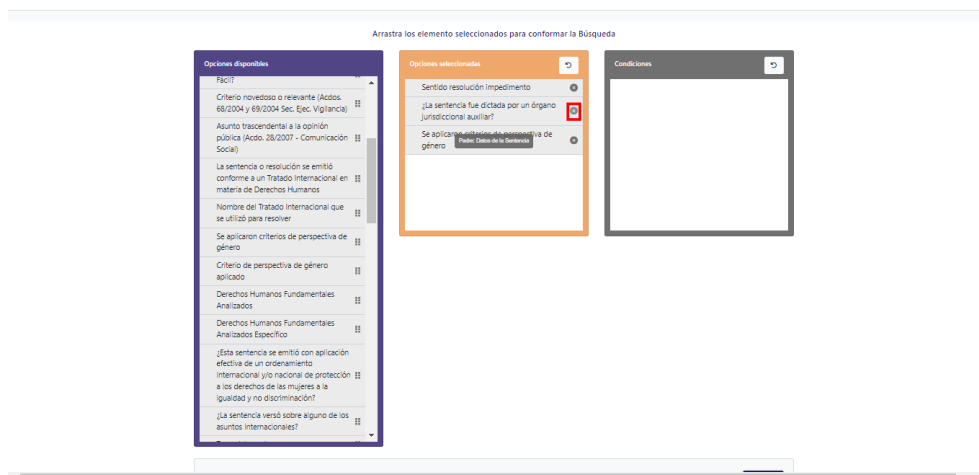 Arrastra los elemento seleccionados para conformar la Búsqueda
Opciones disponibles
Fácil?
Criterio novedoso o relevante (Acdos.
68/2004 y 69/2004 Sec. Ejec. Vigilancia)
Asunto trascendental a la opinión
pública (Acdo. 28/2007 - Comunicación
Social)
La sentencia o resolución se emitió
conforme a un Tratado Internacional en
materia de Derechos Humanos
Nombre del Tratado Internacional que
se utilizó para resolver
Se aplicaron criterios de perspectiva de
género
Criterio de perspectiva de género
aplicado
Derechos Humanos Fundamentales
Analizados
Derechos Humanos Fundamentales
Analizados Específico
¿Esta sentencia se emitió con aplicación
efectiva de un ordenamiento
internacional y/o nacional de protección
a los derechos de las mujeres a la
igualdad y no discriminación?
¿La sentencia versó sobre alguno de los
asuntos internacionales?
Opciones seleccionadas
Sentido resolución impedimento
¿La sentencia fue dictada por un órgano
jurisdiccional auxiliar?
Se aplicaron criterios de perspectiva de
género
Padre: Datos de la Sentencia
Condiciones